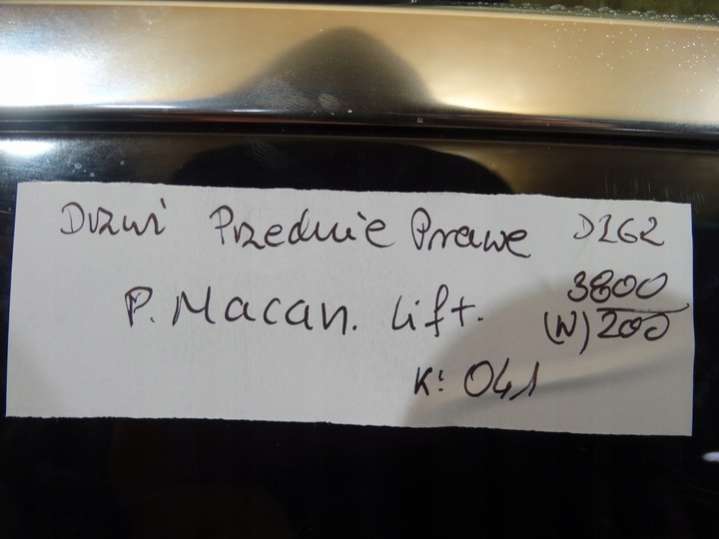 Drzwi Przednie Prawe D162
P. Macan. Lift. 3800
(N) 200
K: 041